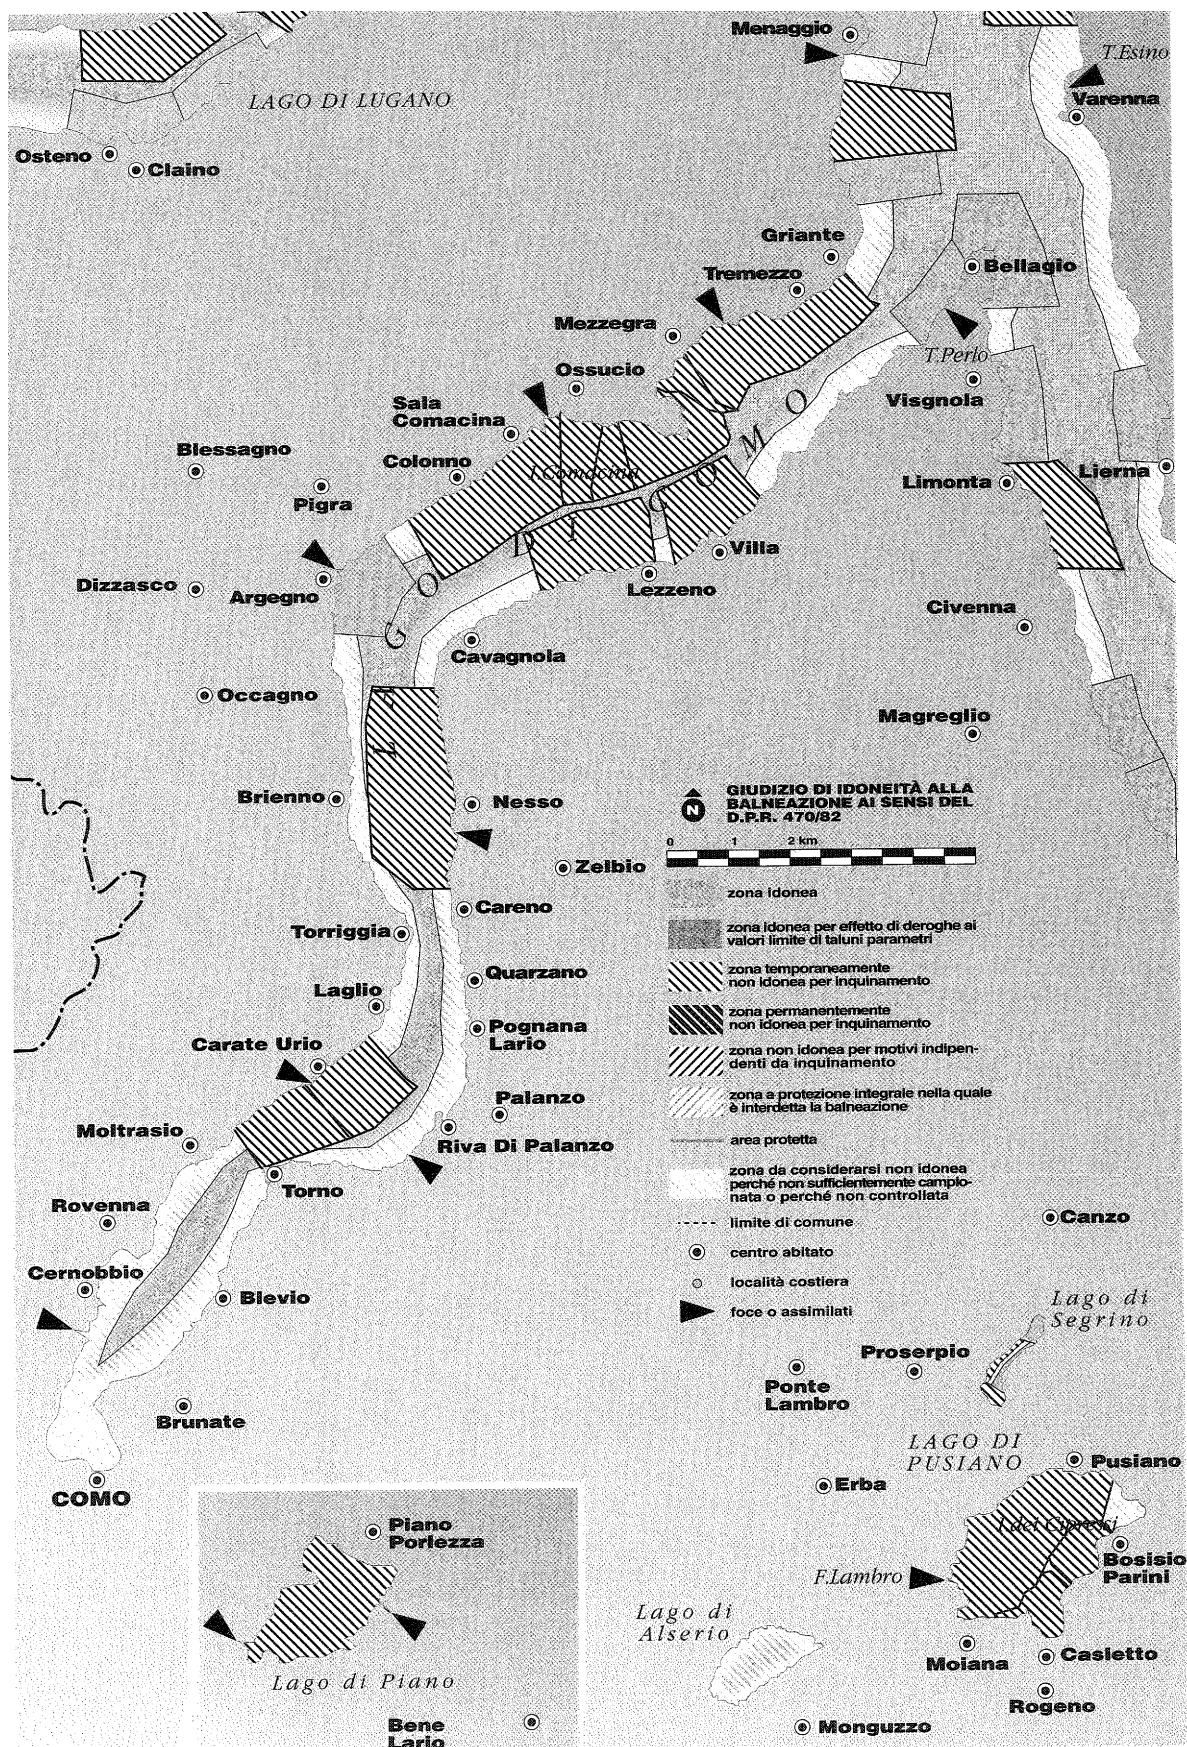 Menaggio
T.Esino
LAGO DI LUGANO
Varenna
Osteno
Claino
Griante
Bellagio
Tremezzo
Mezzegra
T.Perlo
Ossucio
Visgnola
Sala
Comacina
Blessagno
Colonno
I.Comacina
Lierna
Limonta
Pigra
LAGO DI COMO
Villa
Dizzasco
Argegno
Lezzeno
Civenna
Cavagnola
Occagno
Magreglio
Brienno
Nesso
Zelbio
Careno
Torriggia
Quarzano
Laglio
Pognana
Lario
Carate Urio
Palanzo
Moltrasio
Riva Di Palanzo
Torno
Rovenna
Cernobbio
Blevio
Brunate
COMO
N
GIUDIZIO DI IDONEITÀ ALLA
BALNEAZIONE AI SENSI DEL
D.P.R. 470/82
0 1 2 km
zona idonea
zona idonea per effetto di deroghe ai
valori limite di taluni parametri
zona temporaneamente
non idonea per inquinamento
zona permanentemente
non idonea per inquinamento
zona non idonea per motivi indipen-
denti da inquinamento
zona a protezione integrale nella quale
è interdetta la balneazione
area protetta
zona da considerarsi non idonea
perché non sufficientemente campio-
nata o perché non controllata
limite di comune
centro abitato
località costiera
foce o assimilati
Canzo
Lago di
Segrino
Proserpio
Ponte
Lambro
LAGO DI
PUSIANO
Pusiano
Erba
I.dei Cipressi
Bosisio
Parini
F.Lambro
Lago di
Alserio
Moiana
Casletto
Rogeno
Monguzzo
Piano
Porlezza
Lago di Piano
Bene
Lario